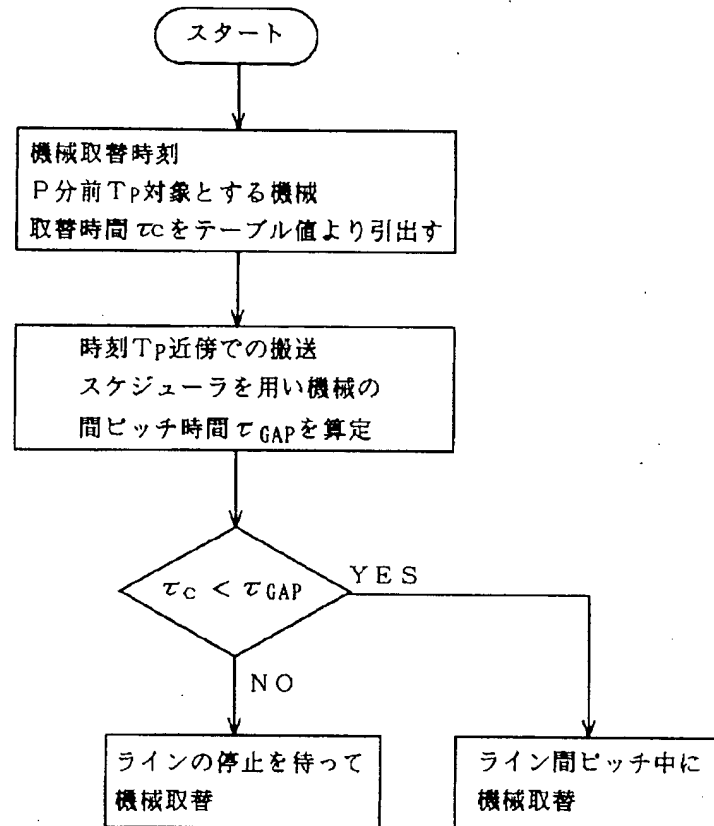 スタート
機械取替時刻
P分前TP対象とする機械
取替時間τCをテーブル値より引出す
時刻TP近傍での搬送
スケジューラを用い機械の
間ピッチ時間τGAPを算定
τC < τGAP
YES
NO
ラインの停止を待って
機械取替
ライン間ピッチ中に
機械取替